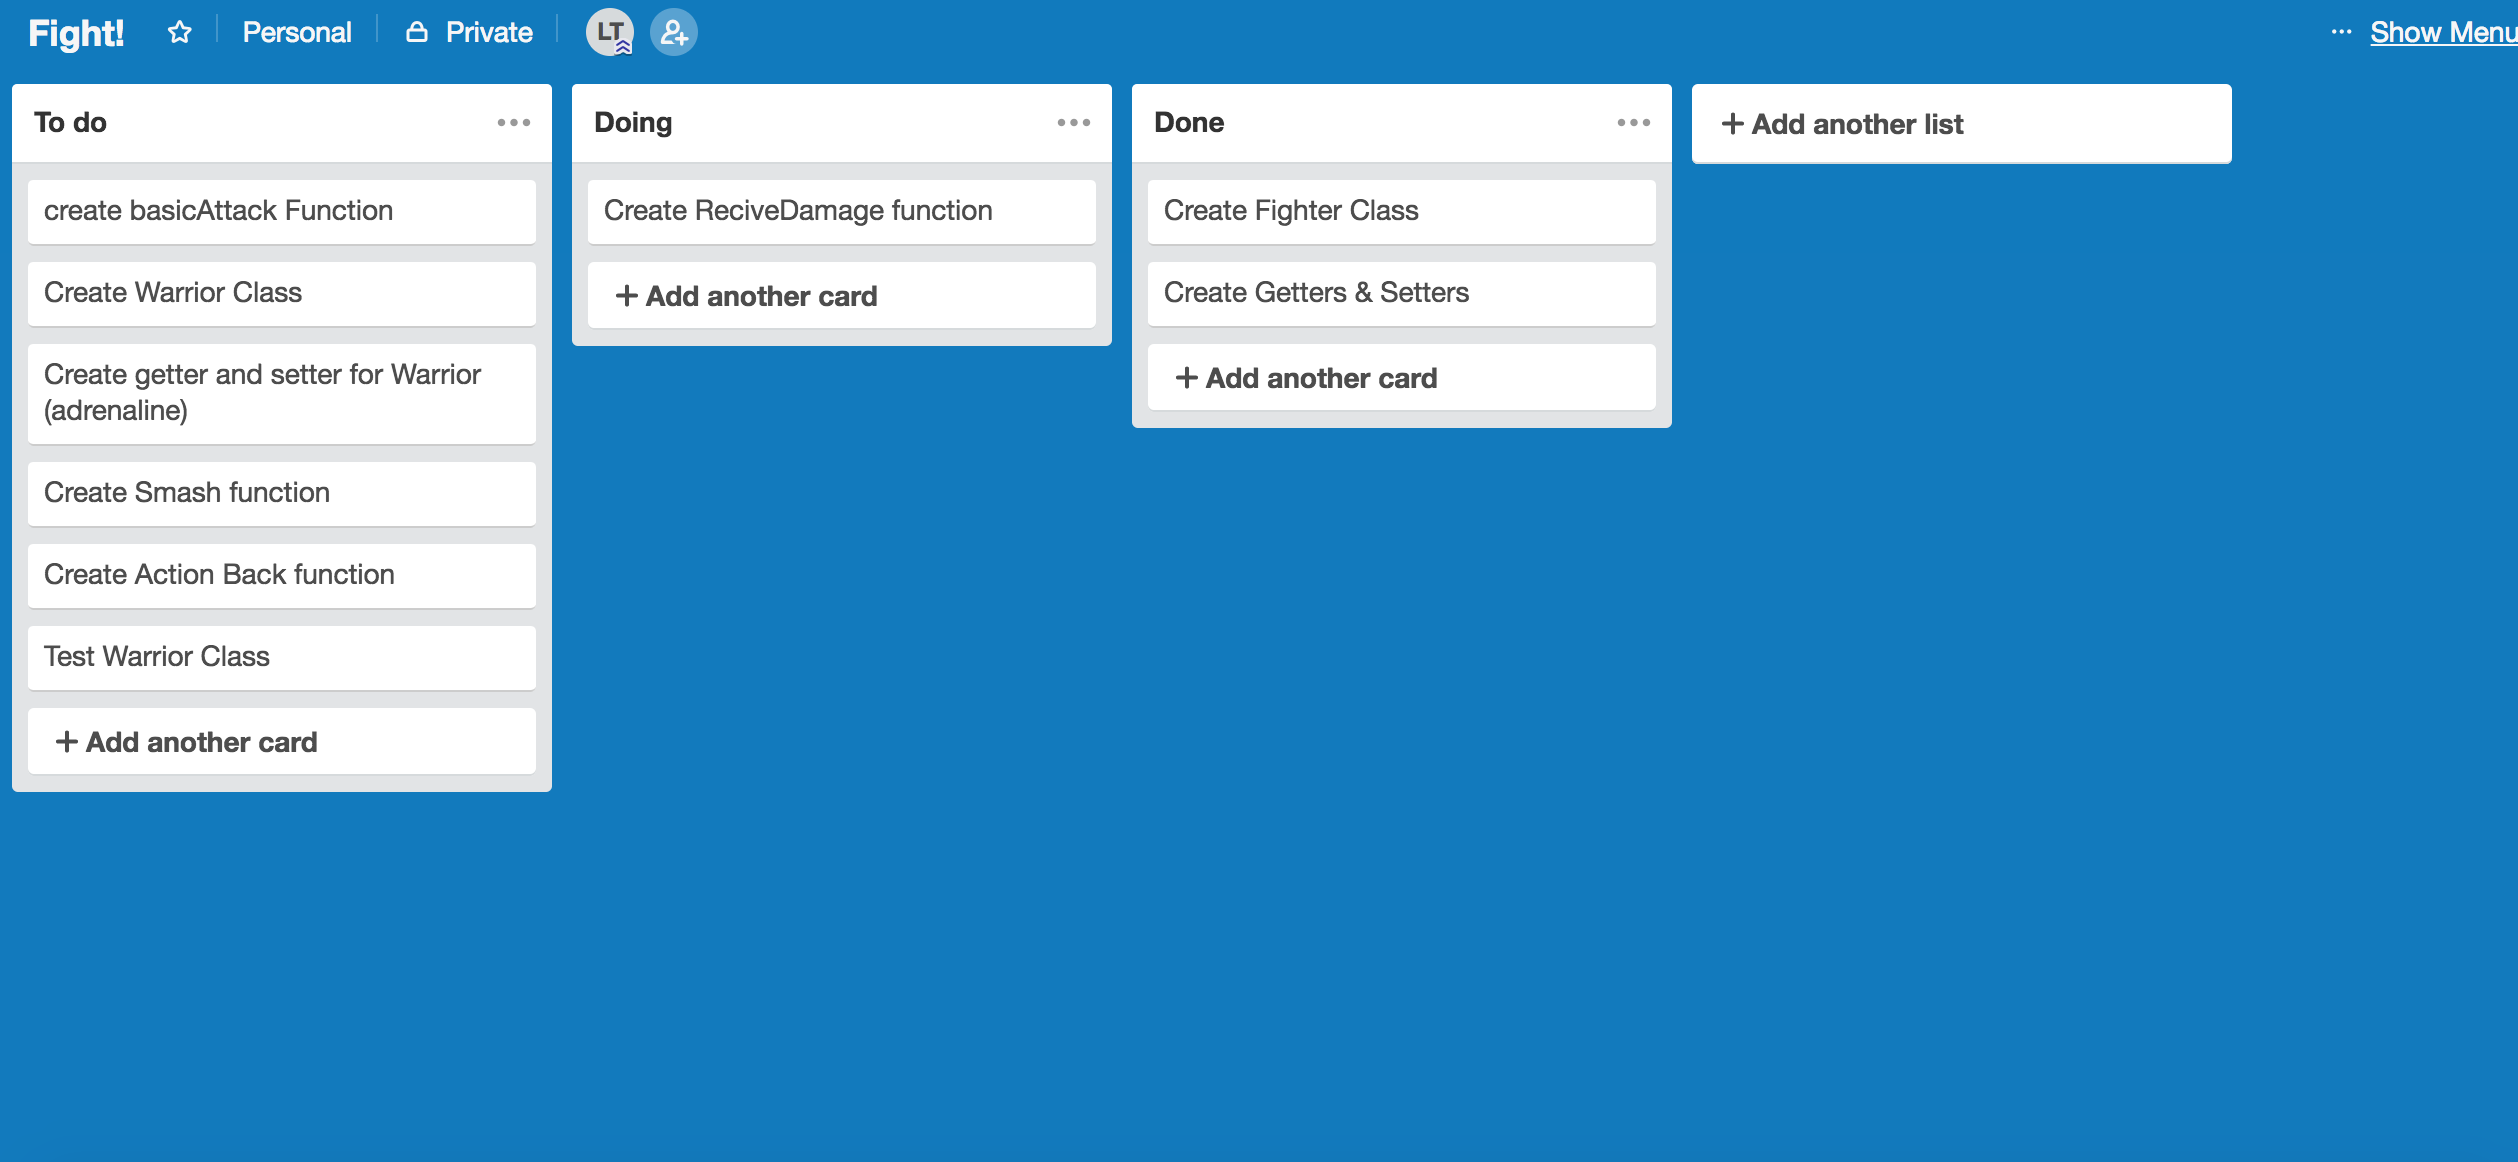 Fight!
Personal
Private
LT
Show Menu
To do
create basicAttack Function
Create Warrior Class
Create getter and setter for Warrior
(adrenaline)
Create Smash function
Create Action Back function
Test Warrior Class
+ Add another card
Doing
Create ReciveDamage function
+ Add another card
Done
Create Fighter Class
Create Getters & Setters
+ Add another card
+ Add another list